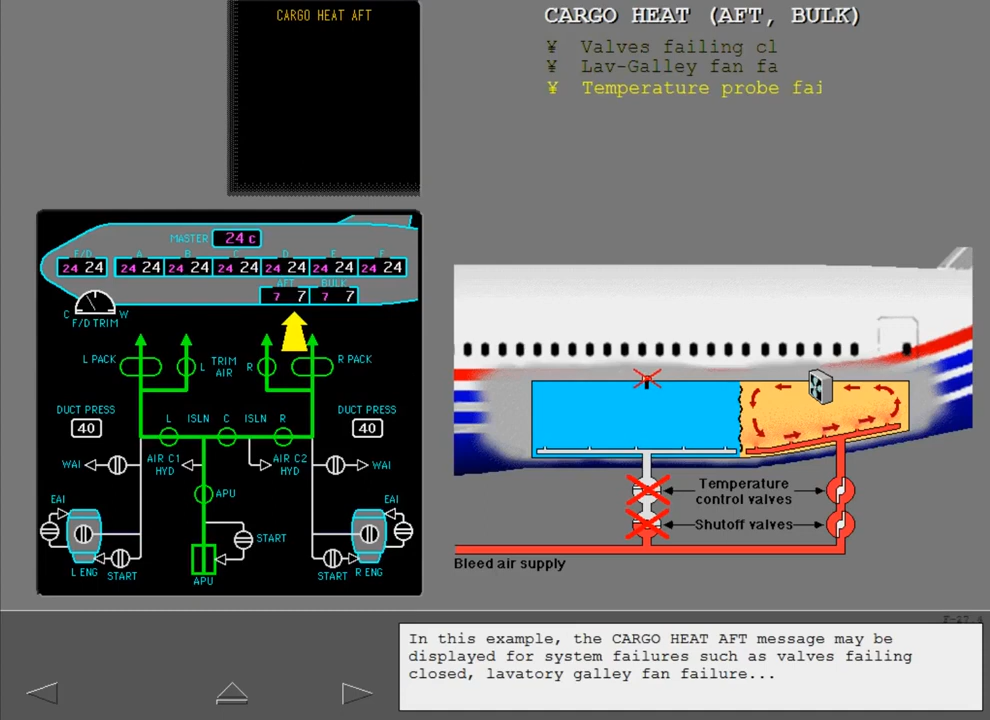 CARGO HEAT AFT
CARGO HEAT (AFT, BULK)
¥ Valves failing cl
¥ Lav-Galley fan fa
¥ Temperature probe fai
MASTER 24 c
F/D A B C D E F
24 24 24 24 24 24 24 24 24 24 24 24 24 24
AFT BULK
7 7 7 7
C W
F/D TRIM
L PACK L TRIM AIR R R PACK
DUCT PRESS
40
DUCT PRESS
40
L ISLN C ISLN R
WAI AIR C1 HYD AIR C2 HYD WAI
APU
EAI EAI
START
L ENG START APU START R ENG
Temperature
control valves
Shutoff valves
Bleed air supply
In this example, the CARGO HEAT AFT message may be
displayed for system failures such as valves failing
closed, lavatory galley fan failure...